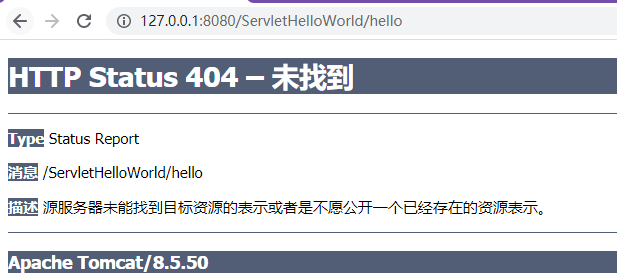 127.0.0.1:8080/ServletHelloWorld/hello
HTTP Status 404 – 未找到
Type Status Report
消息 /ServletHelloWorld/hello
描述 源服务器未能找到目标资源的表示或者是不愿公开一个已经存在的资源表示。
Apache Tomcat/8.5.50